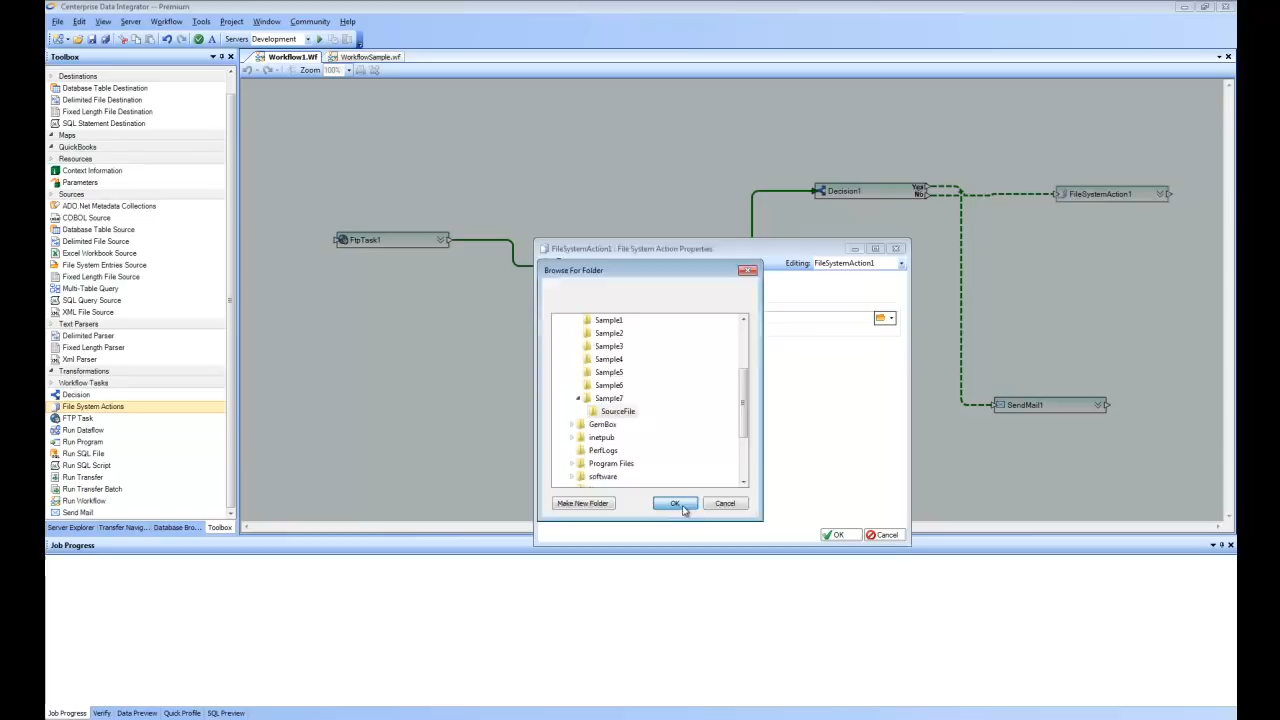 Centerprise Data Integrator -- Premium
File Edit View Server Workflow Tools Project Window Community Help
Servers Development
Toolbox
Workflow1.Wf WorkflowSample.wf
Zoom 100%
Destinations
Database Table Destination
Delimited File Destination
Fixed Length File Destination
SQL Statement Destination
Maps
QuickBooks
Resources
Context Information
Parameters
Sources
ADO.Net Metadata Collections
COBOL Source
Database Table Source
Delimited File Source
Excel Workbook Source
File System Entries Source
Fixed Length File Source
Multi-Table Query
SQL Query Source
XML File Source
Text Parsers
Delimited Parser
Fixed Length Parser
Xml Parser
Transformations
Workflow Tasks
Decision
File System Actions
FTP Task
Run Dataflow
Run Program
Run SQL File
Run SQL Script
Run Transfer
Run Transfer Batch
Run Workflow
Send Mail
Server Explorer Transfer Navig... Database Bro... Toolbox
FtpTask1
Decision1
Yes
No
FileSystemAction1
SendMail1
FileSystemAction1 : File System Action Properties
Editing: FileSystemAction1
Browse For Folder
Sample1
Sample2
Sample3
Sample4
Sample5
Sample6
Sample7
SourceFile
GemBox
inetpub
PerfLogs
Program Files
software
Make New Folder OK Cancel
OK Cancel
Job Progress
Job Progress Verify Data Preview Quick Profile SQL Preview